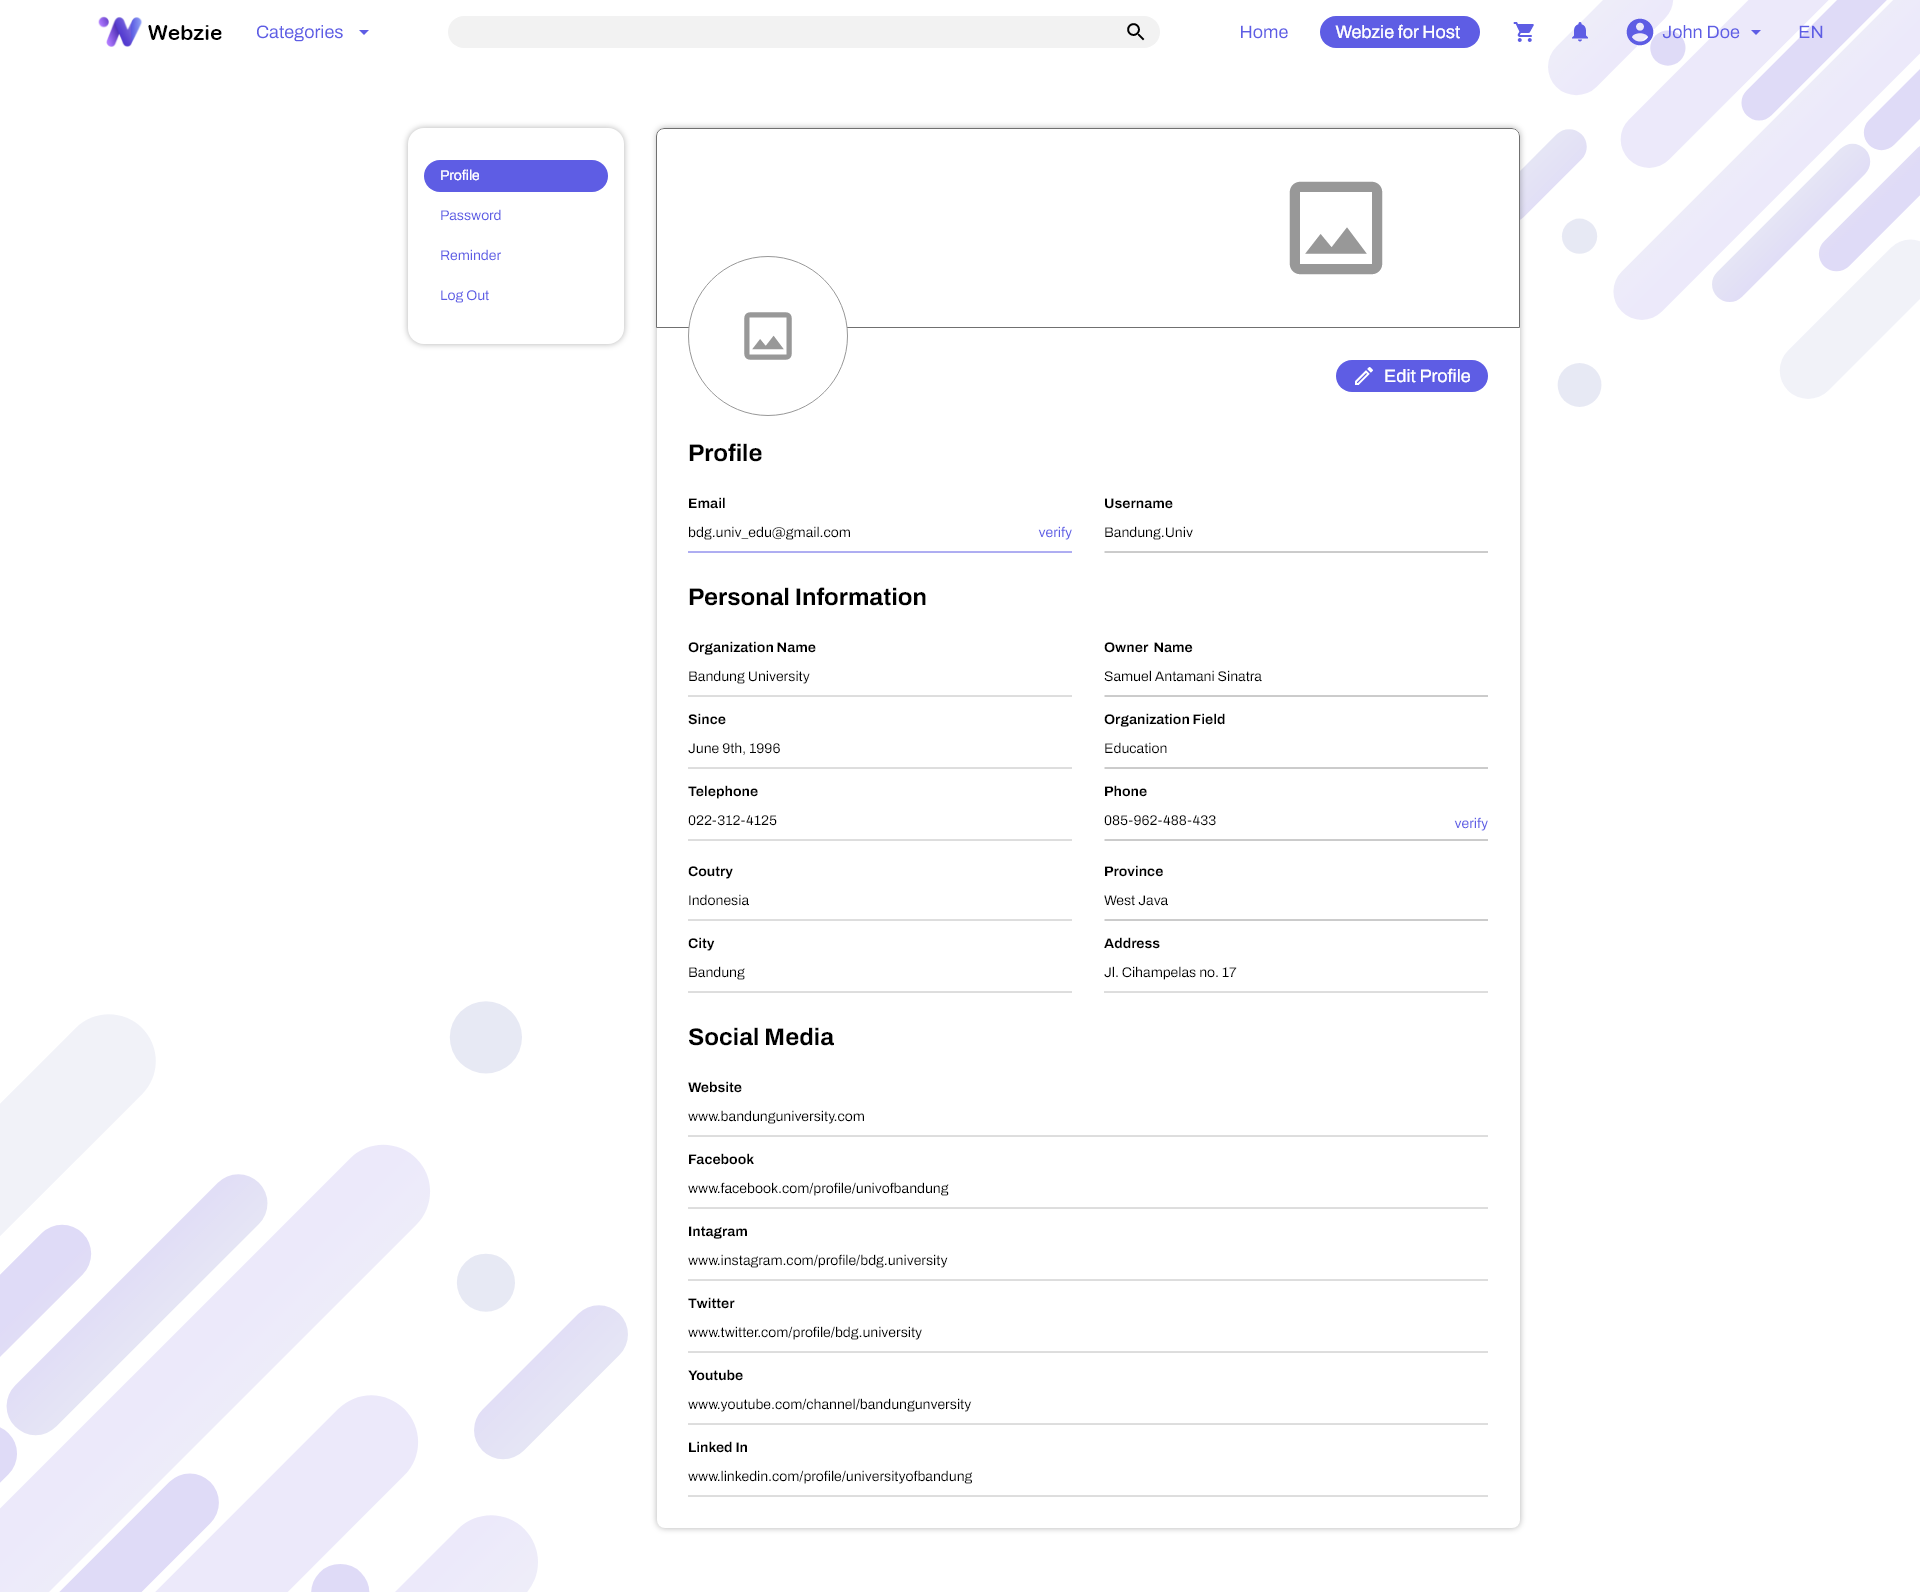 Webzie
Categories
Home
Webzie for Host
John Doe
EN
Profile
Password
Reminder
Log Out
Edit Profile
Profile
Email
Username
bdg.univ_edu@gmail.com verify
Bandung.Univ
Personal Information
Organization Name
Owner Name
Bandung University
Samuel Antamani Sinatra
Since
Organization Field
June 9th, 1996
Education
Telephone
Phone
022-312-4125
085-962-488-433 verify
Coutry
Province
Indonesia
West Java
City
Address
Bandung
Jl. Cihampelas no. 17
Social Media
Website
www.bandunguniversity.com
Facebook
www.facebook.com/profile/univofbandung
Intagram
www.instagram.com/profile/bdg.university
Twitter
www.twitter.com/profile/bdg.university
Youtube
www.youtube.com/channel/bandungunversity
Linked In
www.linkedin.com/profile/universityofbandung